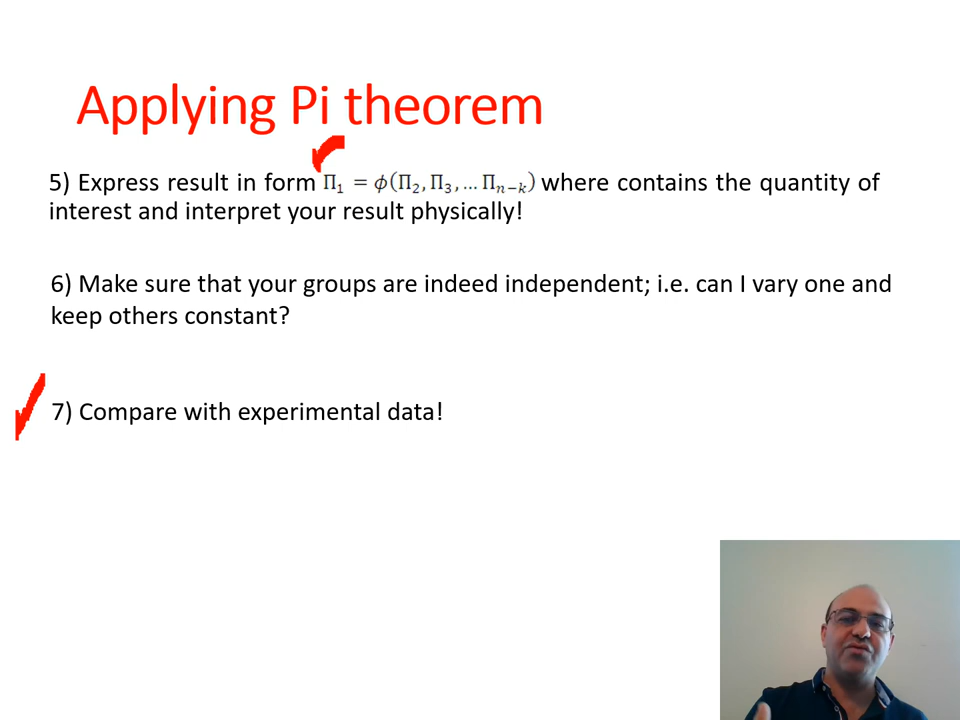 Applying Pi theorem
5) Express result in form Π₁ = ϕ(Π₂, Π₃, … Πₙ₋ₖ) where contains the quantity of
interest and interpret your result physically!
6) Make sure that your groups are indeed independent; i.e. can I vary one and
keep others constant?
7) Compare with experimental data!